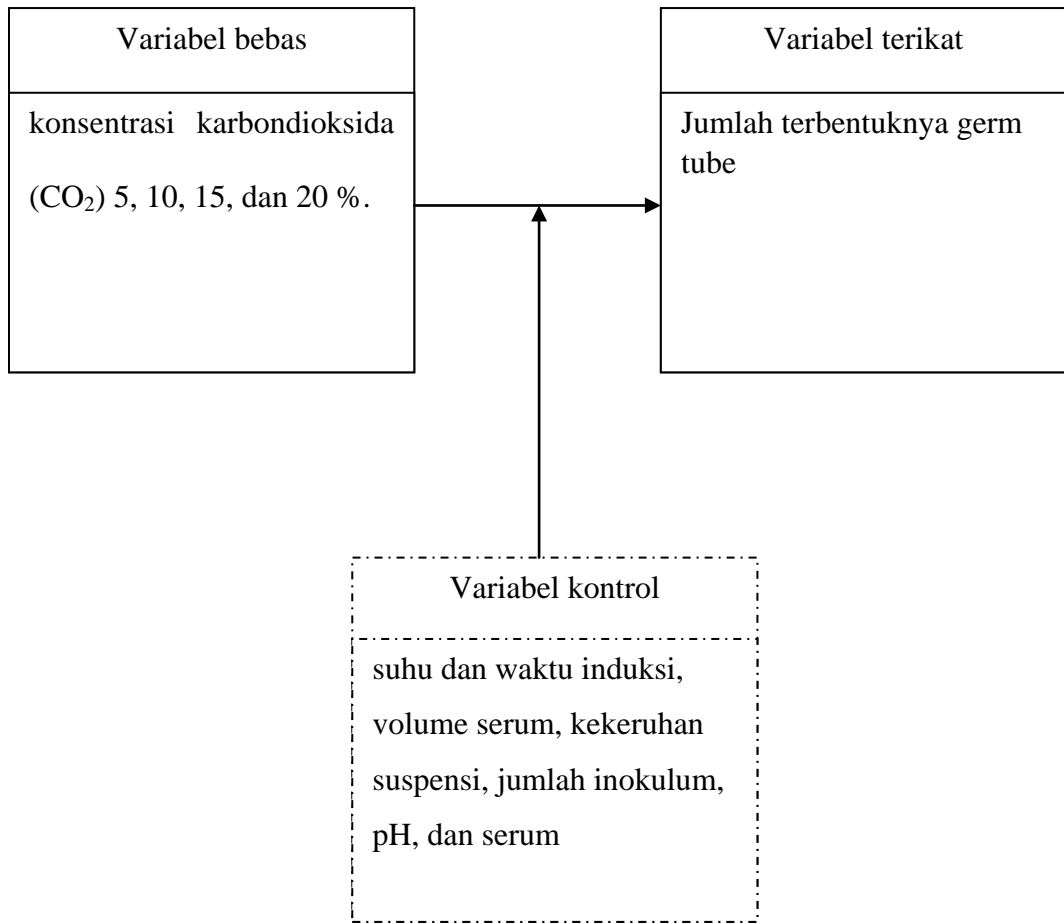 Variabel bebas
konsentrasi karbondioksida
(CO₂) 5, 10, 15, dan 20 %.
Variabel terikat
Jumlah terbentuknya germ
tube
Variabel kontrol
suhu dan waktu induksi,
volume serum, kekeruhan
suspensi, jumlah inokulum,
pH, dan serum